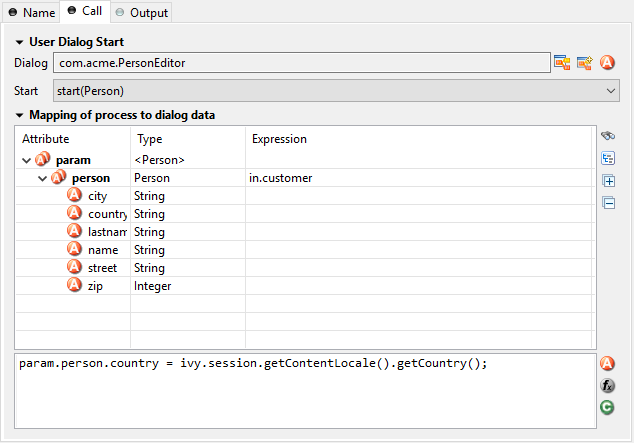 Name Call Output
User Dialog Start
Dialog com.acme.PersonEditor
Start start(Person)
Mapping of process to dialog data
Attribute Type Expression
param <Person>
person Person in.customer
city String
country String
lastnam String
name String
street String
zip Integer
param.person.country = ivy.session.getContentLocale().getCountry();